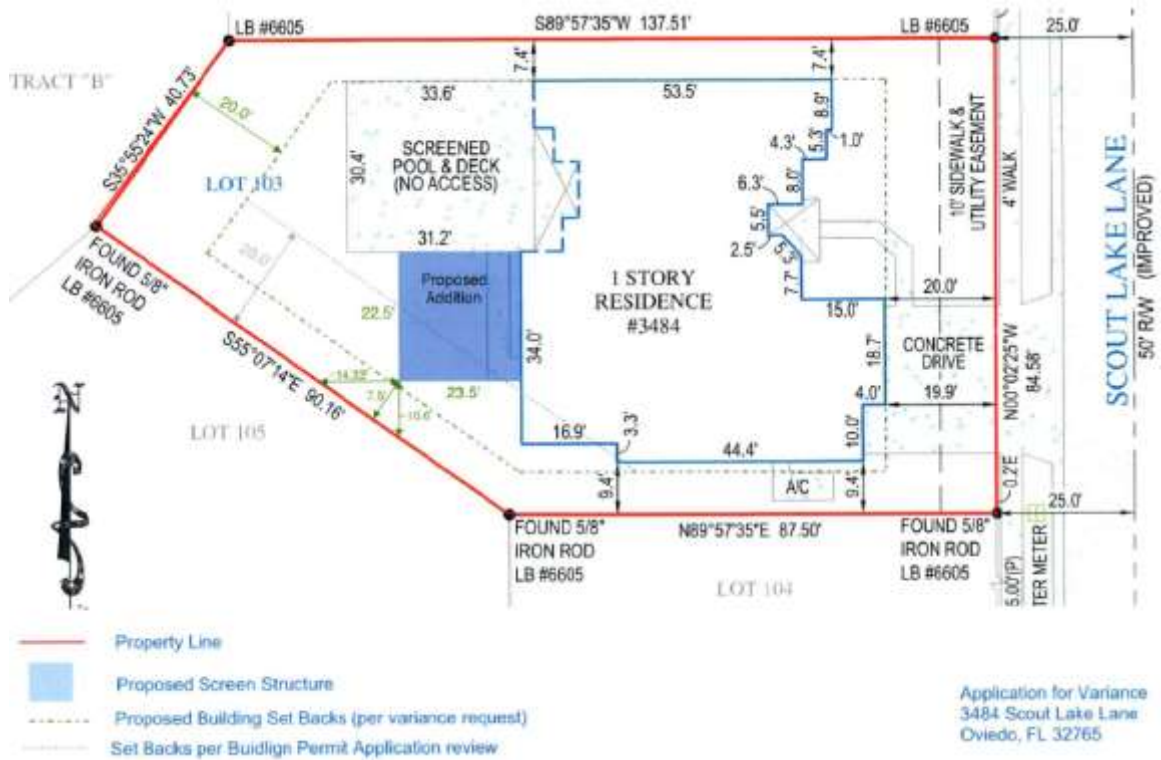 LB #6605
S89°57'35"W 137.51'
LB #6605
25.0'
TRACT "B"
S35°55'24"W 40.73'
20.0'
7.4'
7.4'
33.6'
53.5'
8.9'
1.0'
5.3'
4.3'
8.0'
6.3'
5.5'
2.5'
7.7'
SCREENED
POOL & DECK
(NO ACCESS)
30.4'
LOT 103
31.2'
10' SIDEWALK &
UTILITY EASEMENT
4' WALK
SCOUT LAKE LANE
50' R/W (IMPROVED)
FOUND 5/8"
IRON ROD
LB #6605
20.0'
Proposed
Addition
22.5'
23.5'
34.0'
1 STORY
RESIDENCE
#3484
15.0'
20.0'
18.7'
CONCRETE
DRIVE
N00°02'25"W
84.58'
S55°07'14"E 90.16'
7.5'
4.0'
19.9'
10.0'
LOT 105
16.9'
3.3'
44.4'
9.4'
9.4'
A/C
0.2'E
25.0'
FOUND 5/8"
IRON ROD
LB #6605
N89°57'35"E 87.50'
FOUND 5/8"
IRON ROD
LB #6605
LOT 104
5.00'(P)
TER METER
Property Line
Proposed Screen Structure
Proposed Building Set Backs (per variance request)
Set Backs per Buidlign Permit Application review
Application for Variance
3484 Scout Lake Lane
Oviedo, FL 32765